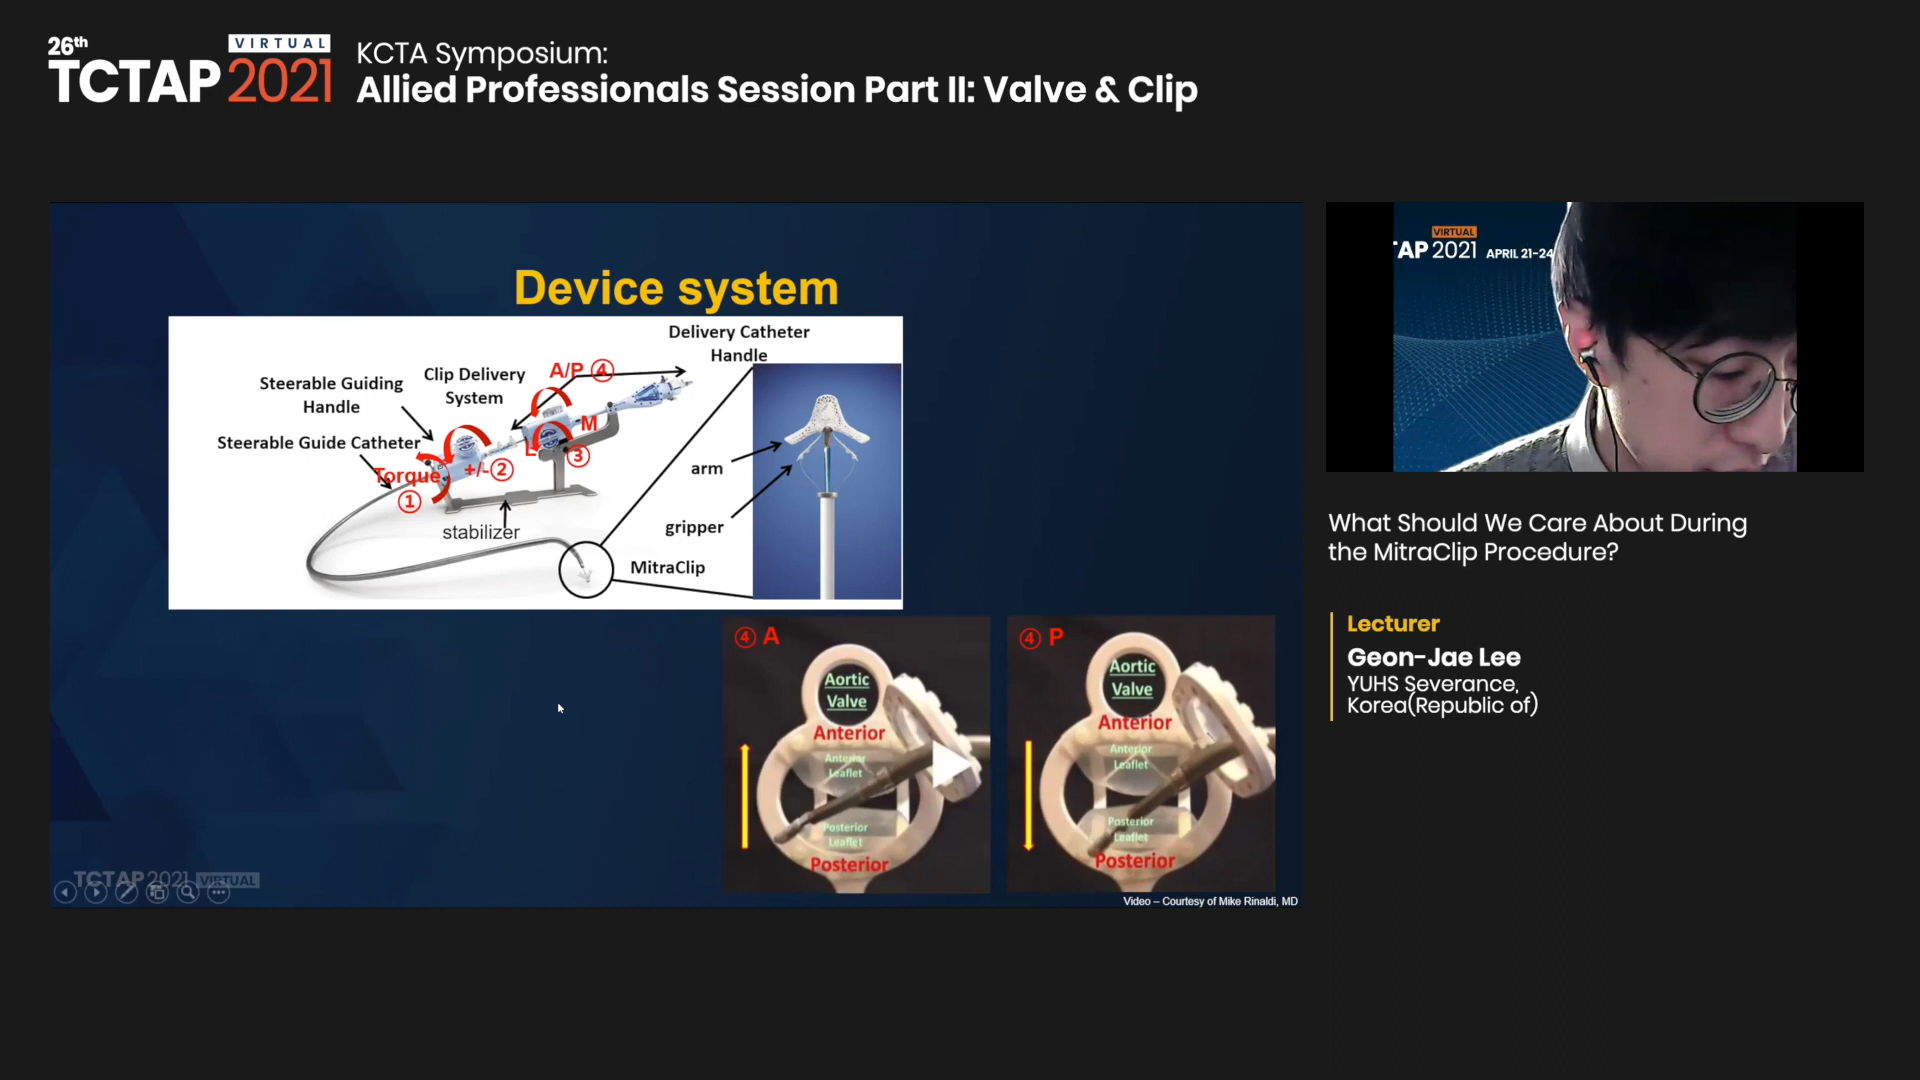 26th
VIRTUAL
TCTAP 2021
KCTA Symposium:
Allied Professionals Session Part II: Valve & Clip
Device system
Delivery Catheter
Handle
Steerable Guiding
Handle
Clip Delivery
System
A/P ④
Steerable Guide Catheter
M
L
③
+/-②
Torque
①
stabilizer
arm
gripper
MitraClip
④ A
Aortic
Valve
Anterior
Anterior
Leaflet
Posterior
Leaflet
Posterior
④ P
Aortic
Valve
Anterior
Anterior
Leaflet
Posterior
Leaflet
Posterior
TCTAP 2021 VIRTUAL
Video – Courtesy of Mike Rinaldi, MD
VIRTUAL
TAP 2021 APRIL 21-24
What Should We Care About During
the MitraClip Procedure?
Lecturer
Geon-Jae Lee
YUHS Severance,
Korea(Republic of)